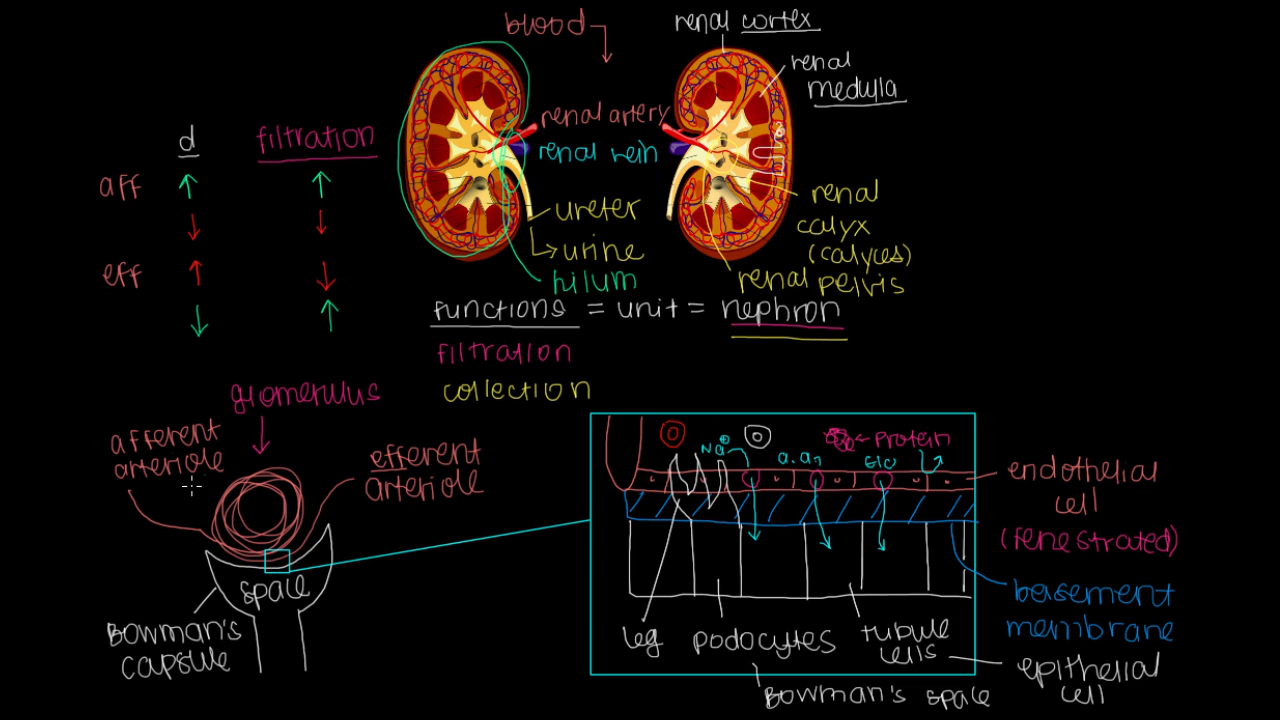 blood
renal cortex
renal
medulla
renal artery
renal vein
ureter
urine
hilum
renal
calyx
(calyces)
renal pelvis
d
filtration
aff
eff
functions = unit = nephron
filtration
collection
glomerulus
afferent
arteriole
efferent
arteriole
space
Bowman's
capsule
Na⊕
a.a.
Glc
protein
endothelial
cell
(fenestrated)
basement
membrane
leg
podocytes
tubule
cells
epithelial
cell
Bowman's space